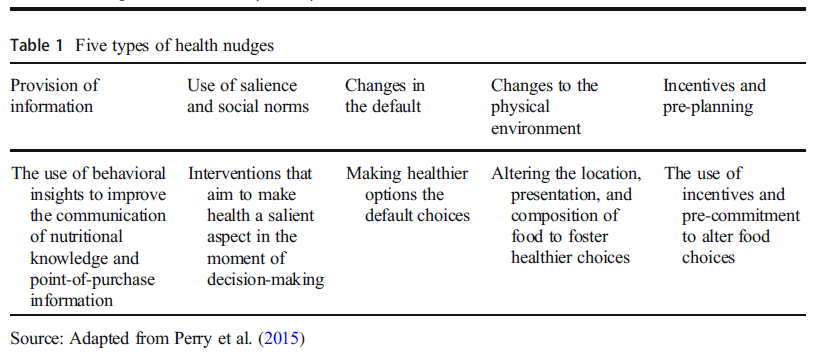 Table 1 Five types of health nudges
Provision of information
Use of salience and social norms
Changes in the default
Changes to the physical environment
Incentives and pre-planning
The use of behavioral insights to improve the communication of nutritional knowledge and point-of-purchase information
Interventions that aim to make health a salient aspect in the moment of decision-making
Making healthier options the default choices
Altering the location, presentation, and composition of food to foster healthier choices
The use of incentives and pre-commitment to alter food choices
Source: Adapted from Perry et al. (2015)